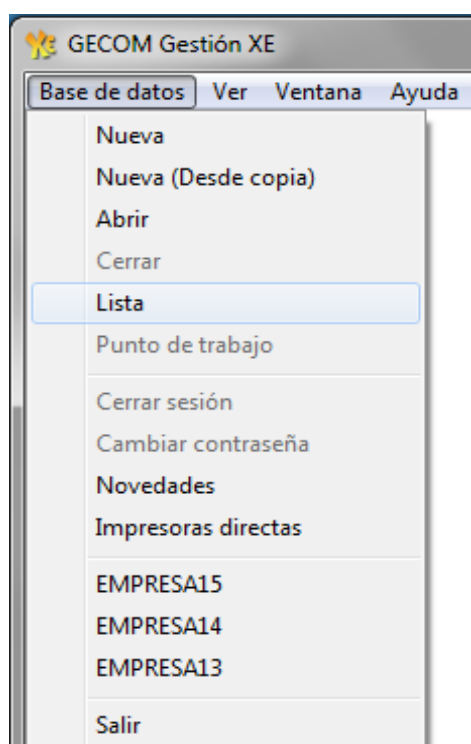 GECOM Gestión XE
Base de datos Ver Ventana Ayuda
Nueva
Nueva (Desde copia)
Abrir
Cerrar
Lista
Punto de trabajo
Cerrar sesión
Cambiar contraseña
Novedades
Impresoras directas
EMPRESA15
EMPRESA14
EMPRESA13
Salir